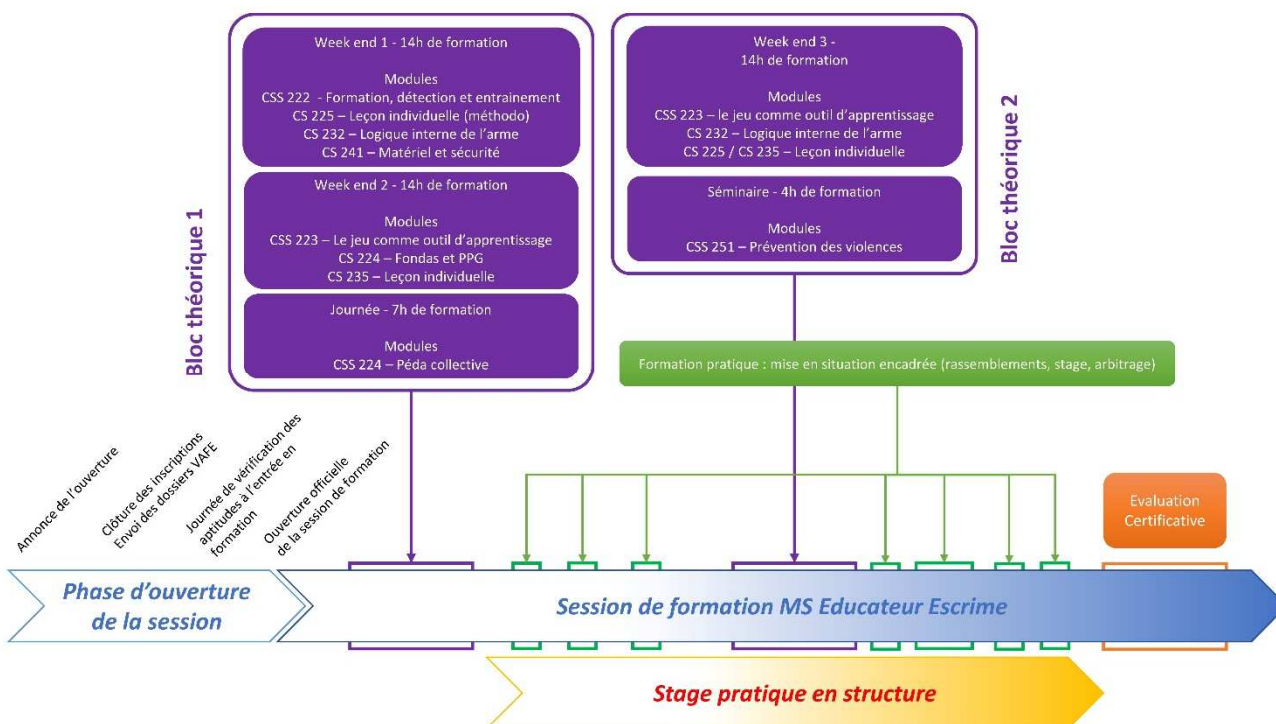 Week end 1 - 14h de formation
Modules
CSS 222 - Formation, détection et entrainement
CS 225 – Leçon individuelle (méthodo)
CS 232 – Logique interne de l'arme
CS 241 – Matériel et sécurité
Week end 2 - 14h de formation
Modules
CSS 223 – Le jeu comme outil d'apprentissage
CS 224 – Fondas et PPG
CS 235 – Leçon individuelle
Journée - 7h de formation
Modules
CSS 224 – Péda collective
Bloc théorique 1
Week end 3 -
14h de formation
Modules
CSS 223 – le jeu comme outil d'apprentissage
CS 232 – Logique interne de l'arme
CS 225 / CS 235 – Leçon individuelle
Séminaire - 4h de formation
Modules
CSS 251 – Prévention des violences
Bloc théorique 2
Formation pratique : mise en situation encadrée (rassemblements, stage, arbitrage)
Annonce de l'ouverture
Clôture des inscriptions
Envoi des dossiers VAFE
Journée de vérification des
aptitudes à l'entrée en
formation
Ouverture officielle
de la session de formation
Evaluation
Certificative
Phase d'ouverture
de la session
Session de formation MS Educateur Escrime
Stage pratique en structure